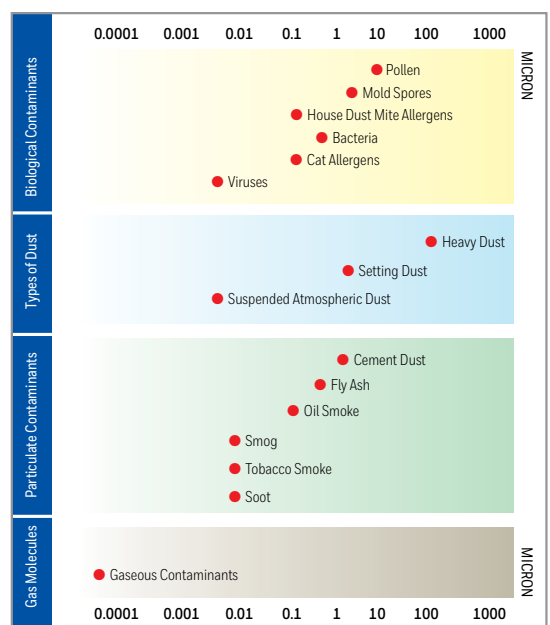 0.0001 0.001 0.01 0.1 1 10 100 1000
MICRON
Biological Contaminants
Pollen
Mold Spores
House Dust Mite Allergens
Bacteria
Cat Allergens
Viruses
Types of Dust
Heavy Dust
Setting Dust
Suspended Atmospheric Dust
Particulate Contaminants
Cement Dust
Fly Ash
Oil Smoke
Smog
Tobacco Smoke
Soot
Gas Molecules
Gaseous Contaminants
MICRON
0.0001 0.001 0.01 0.1 1 10 100 1000